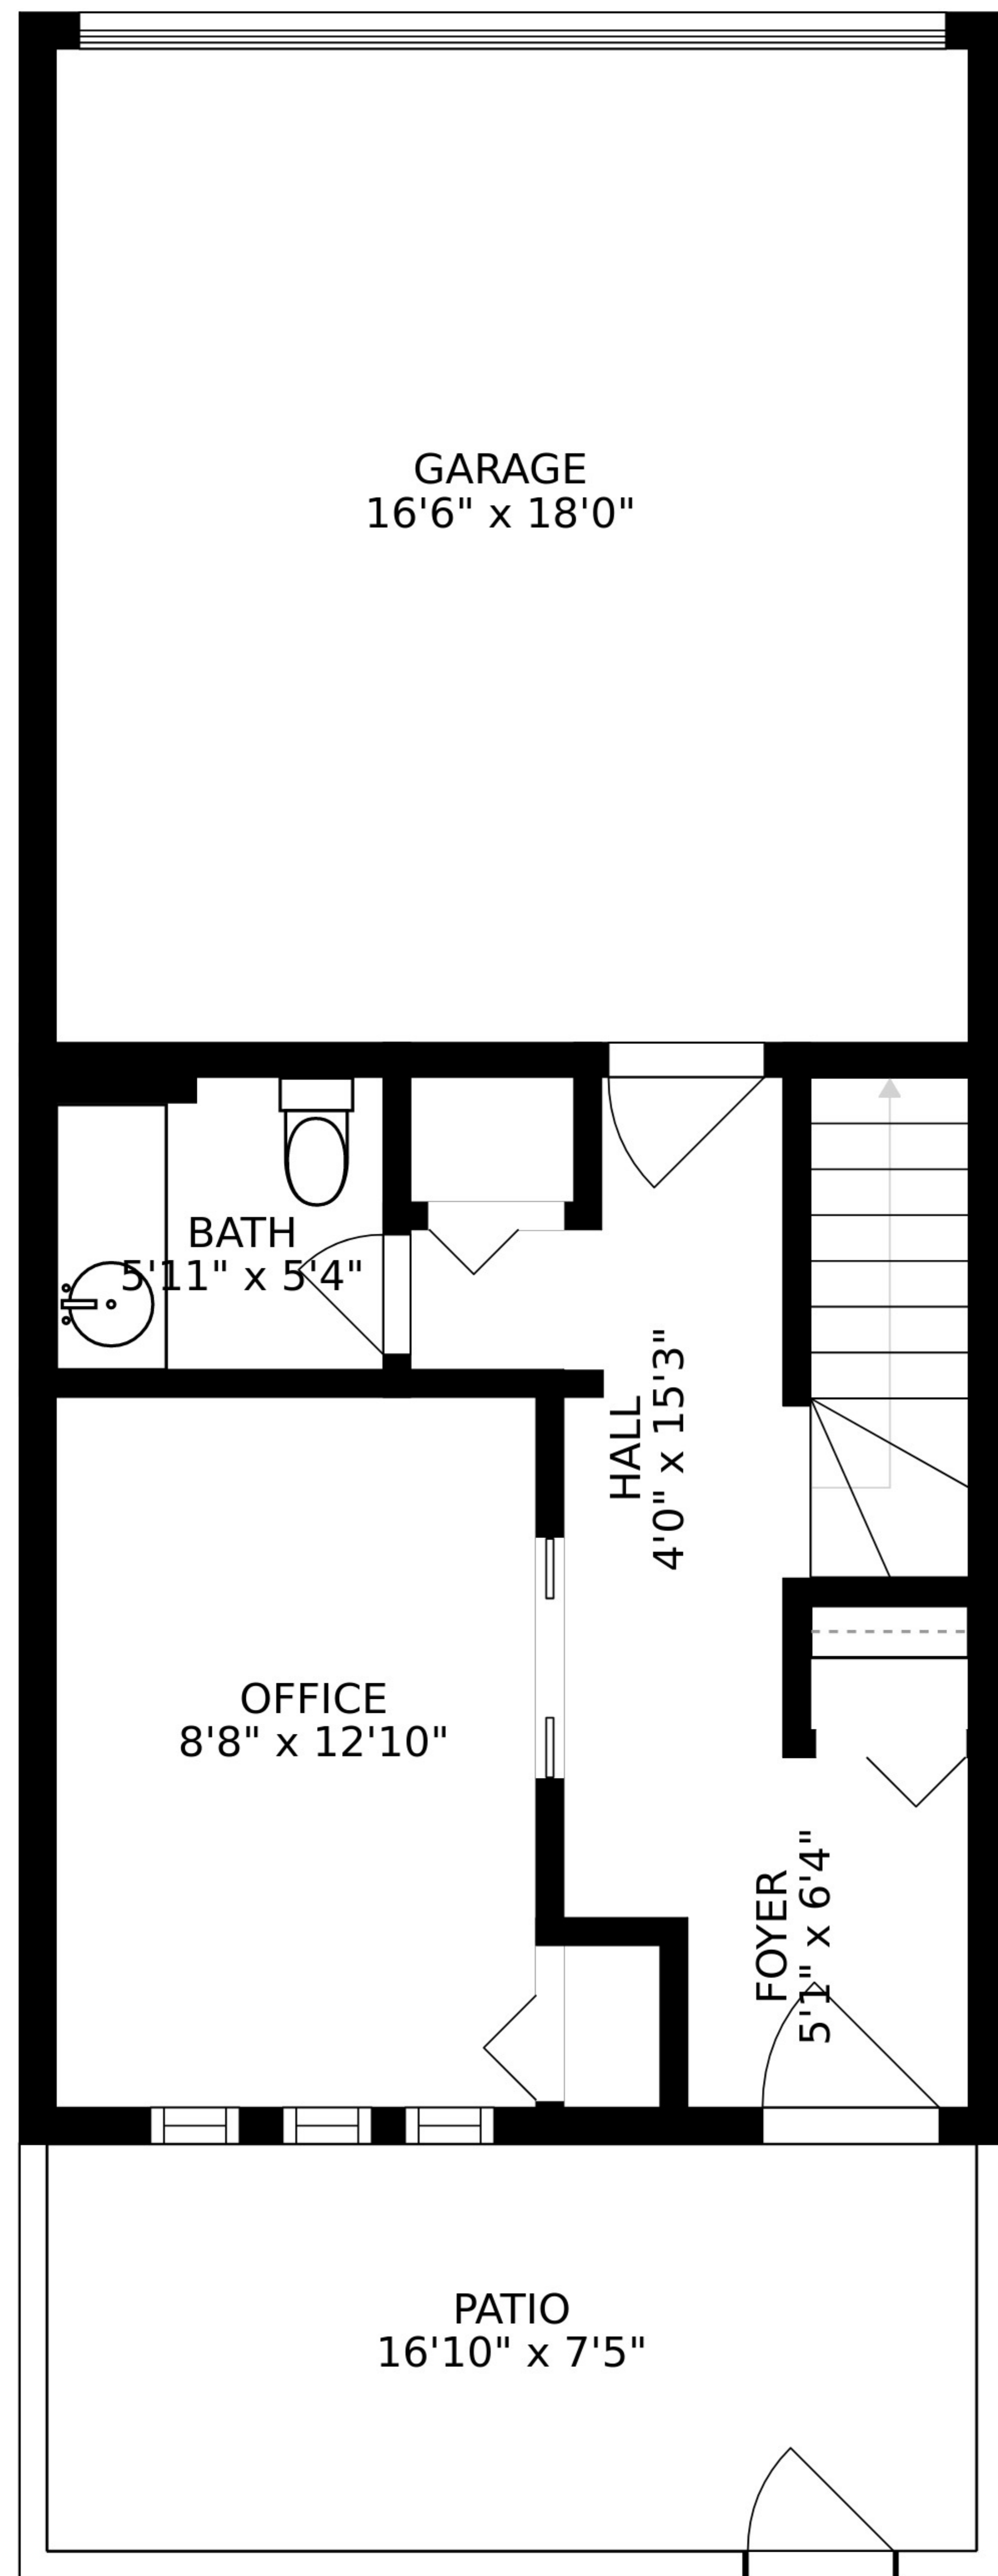 GARAGE
16'6" x 18'0"
BATH
5'11" x 5'4"
HALL
4'0" x 15'3"
OFFICE
8'8" x 12'10"
FOYER
5'1" x 6'4"
PATIO
16'10" x 7'5"